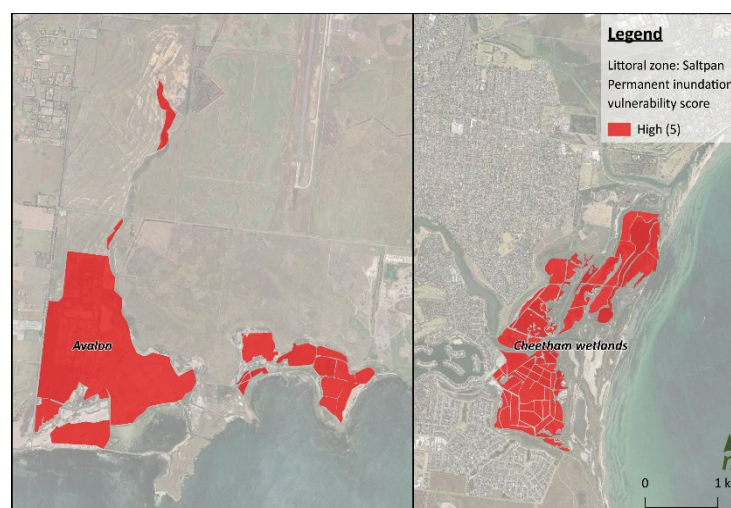 Legend
Littoral zone: Saltpan
Permanent inundation
vulnerability score
High (5)
Avalon
Cheetham wetlands
0 1 k